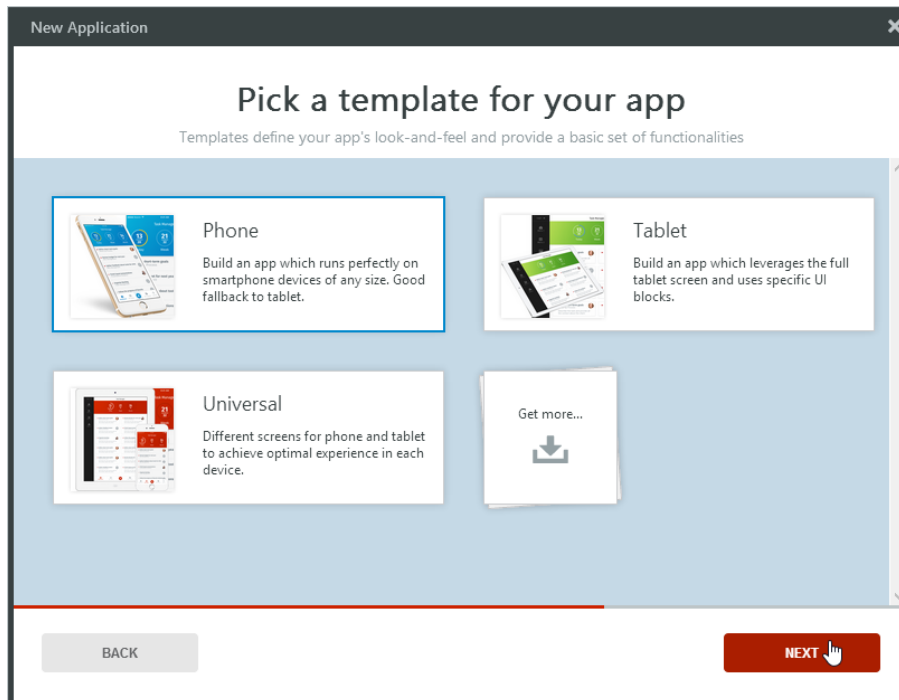 New Application
Pick a template for your app
Templates define your app's look-and-feel and provide a basic set of functionalities
Phone
Build an app which runs perfectly on
smartphone devices of any size. Good
fallback to tablet.
Tablet
Build an app which leverages the full
tablet screen and uses specific UI
blocks.
Universal
Different screens for phone and tablet
to achieve optimal experience in each
device.
Get more...
BACK
NEXT